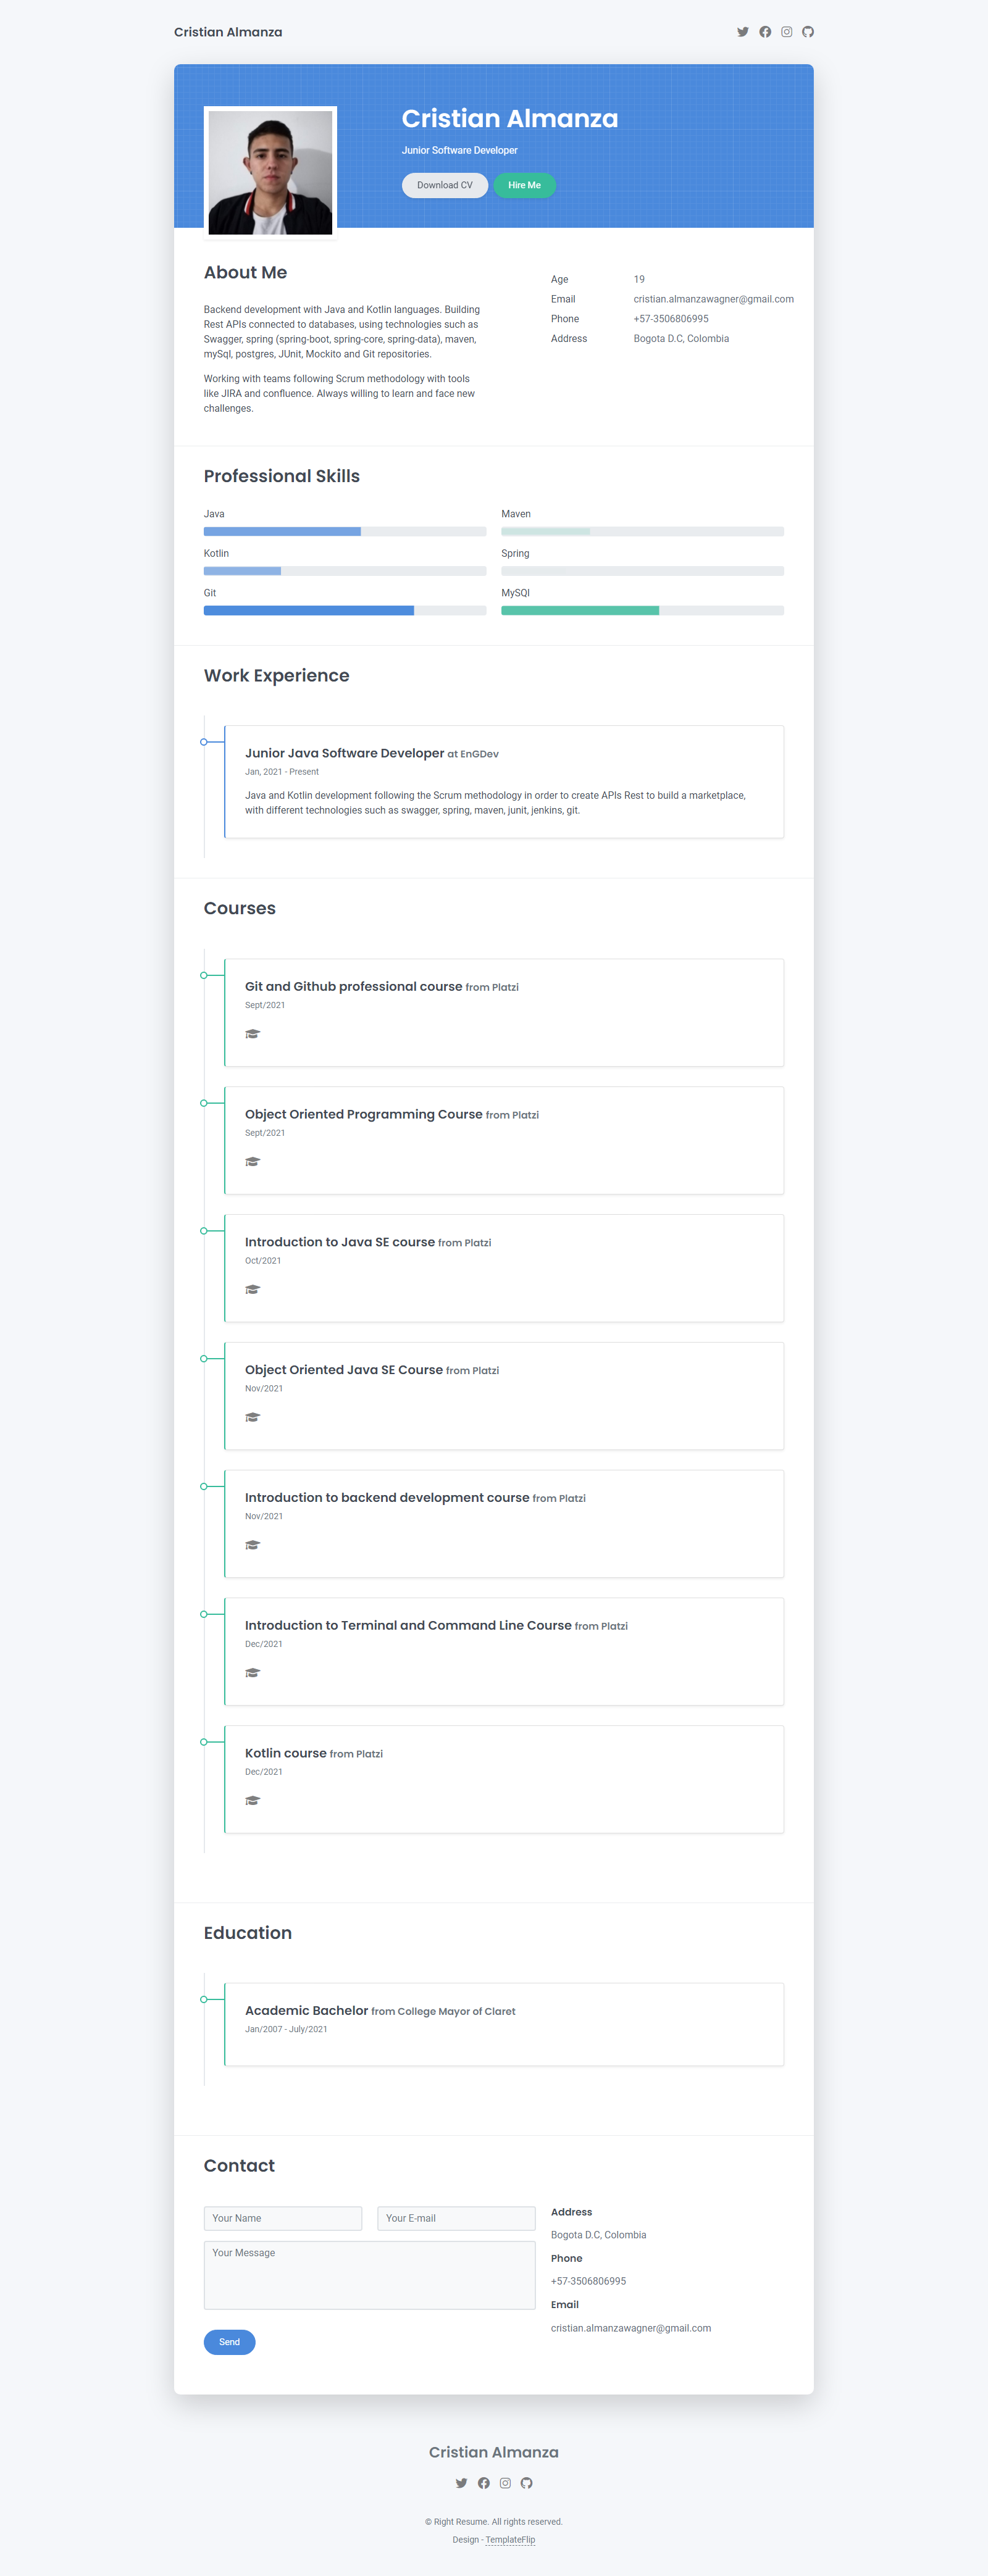 Cristian Almanza
Cristian Almanza
Junior Software Developer
Download CV
Hire Me
About Me
Backend development with Java and Kotlin languages. Building
Rest APIs connected to databases, using technologies such as
Swagger, spring (spring-boot, spring-core, spring-data), maven,
mySql, postgres, JUnit, Mockito and Git repositories.
Working with teams following Scrum methodology with tools
like JIRA and confluence. Always willing to learn and face new
challenges.
Age 19
Email cristian.almanzawagner@gmail.com
Phone +57-3506806995
Address Bogota D.C, Colombia
Professional Skills
Java
Maven
Kotlin
Spring
Git
MySQl
Work Experience
Junior Java Software Developer at EnGDev
Jan, 2021 - Present
Java and Kotlin development following the Scrum methodology in order to create APIs Rest to build a marketplace,
with different technologies such as swagger, spring, maven, junit, jenkins, git.
Courses
Git and Github professional course from Platzi
Sept/2021
Object Oriented Programming Course from Platzi
Sept/2021
Introduction to Java SE course from Platzi
Oct/2021
Object Oriented Java SE Course from Platzi
Nov/2021
Introduction to backend development course from Platzi
Nov/2021
Introduction to Terminal and Command Line Course from Platzi
Dec/2021
Kotlin course from Platzi
Dec/2021
Education
Academic Bachelor from College Mayor of Claret
Jan/2007 - July/2021
Contact
Your Name
Your E-mail
Your Message
Send
Address
Bogota D.C, Colombia
Phone
+57-3506806995
Email
cristian.almanzawagner@gmail.com
Cristian Almanza
© Right Resume. All rights reserved.
Design - TemplateFlip